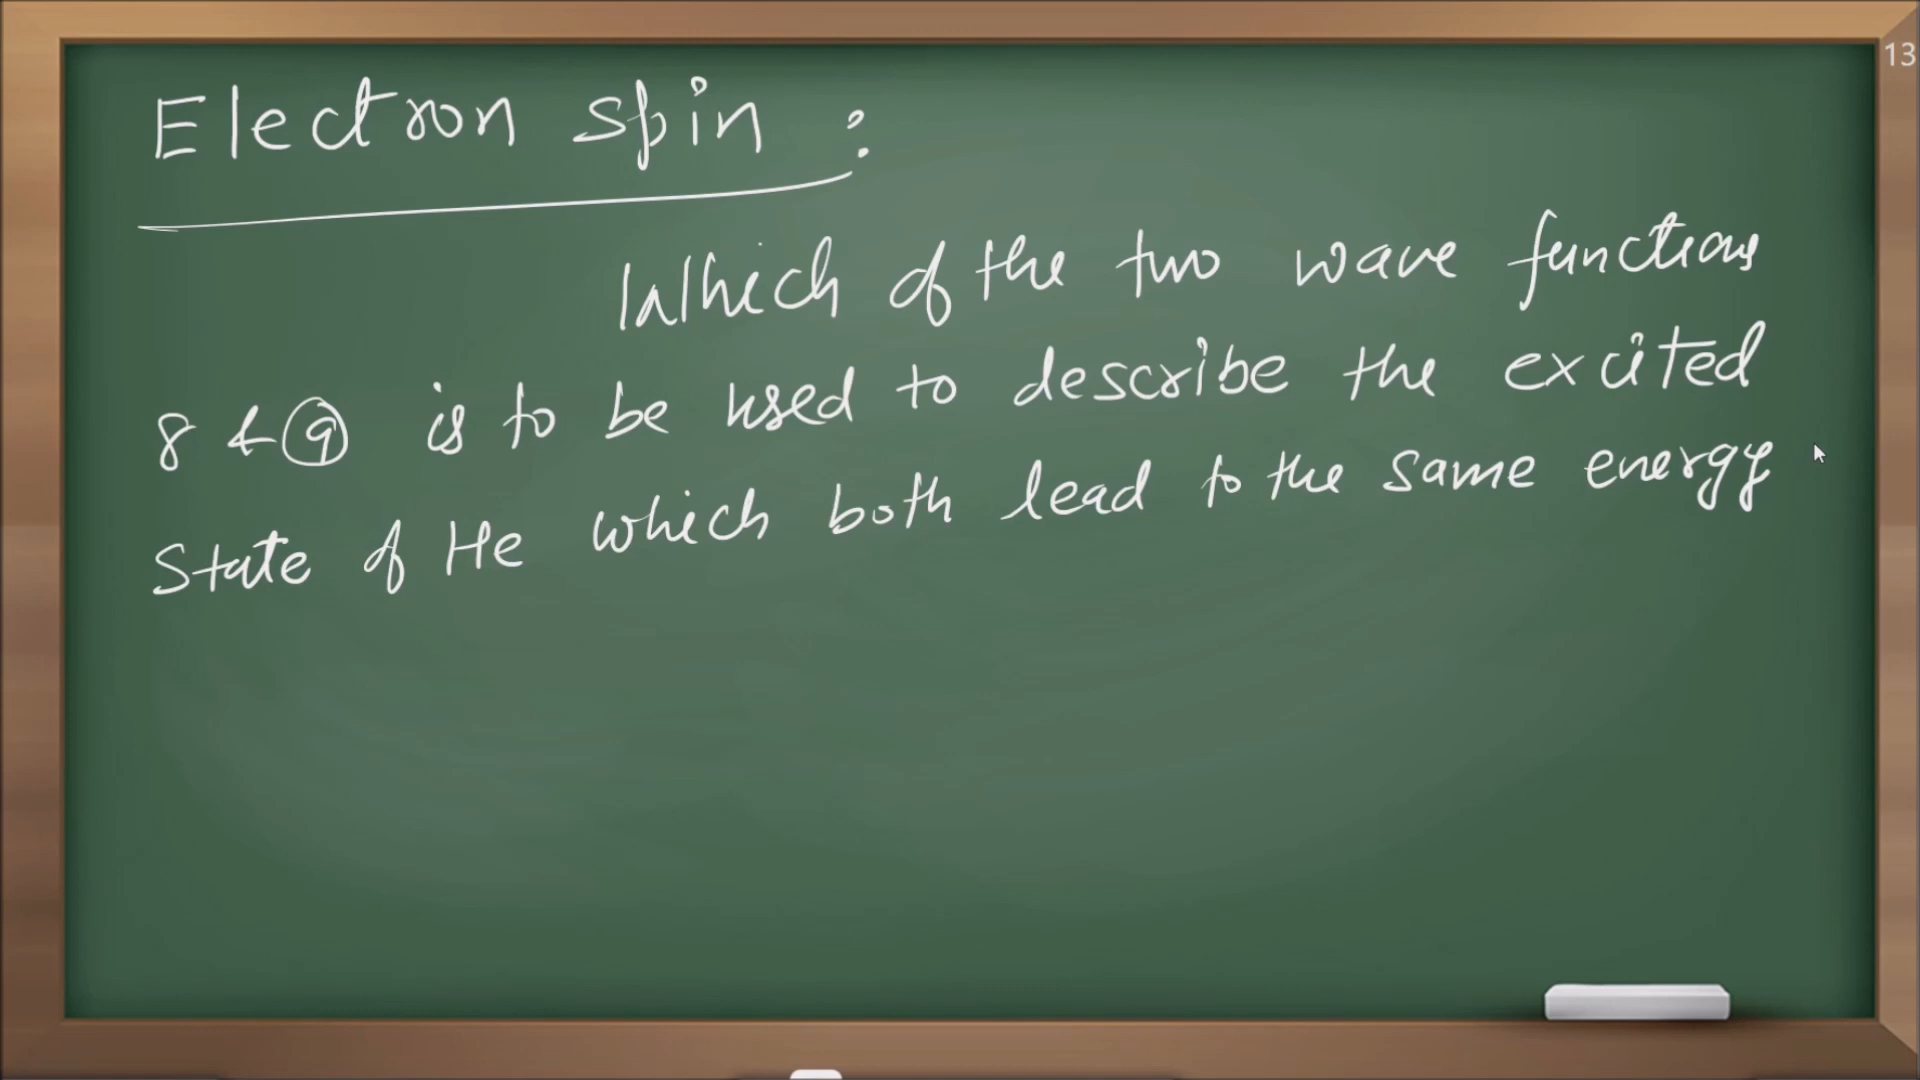 13
Electron spin :
Which of the two wave functions
8 & 9 is to be used to describe the excited
State of He which both lead to the same energy